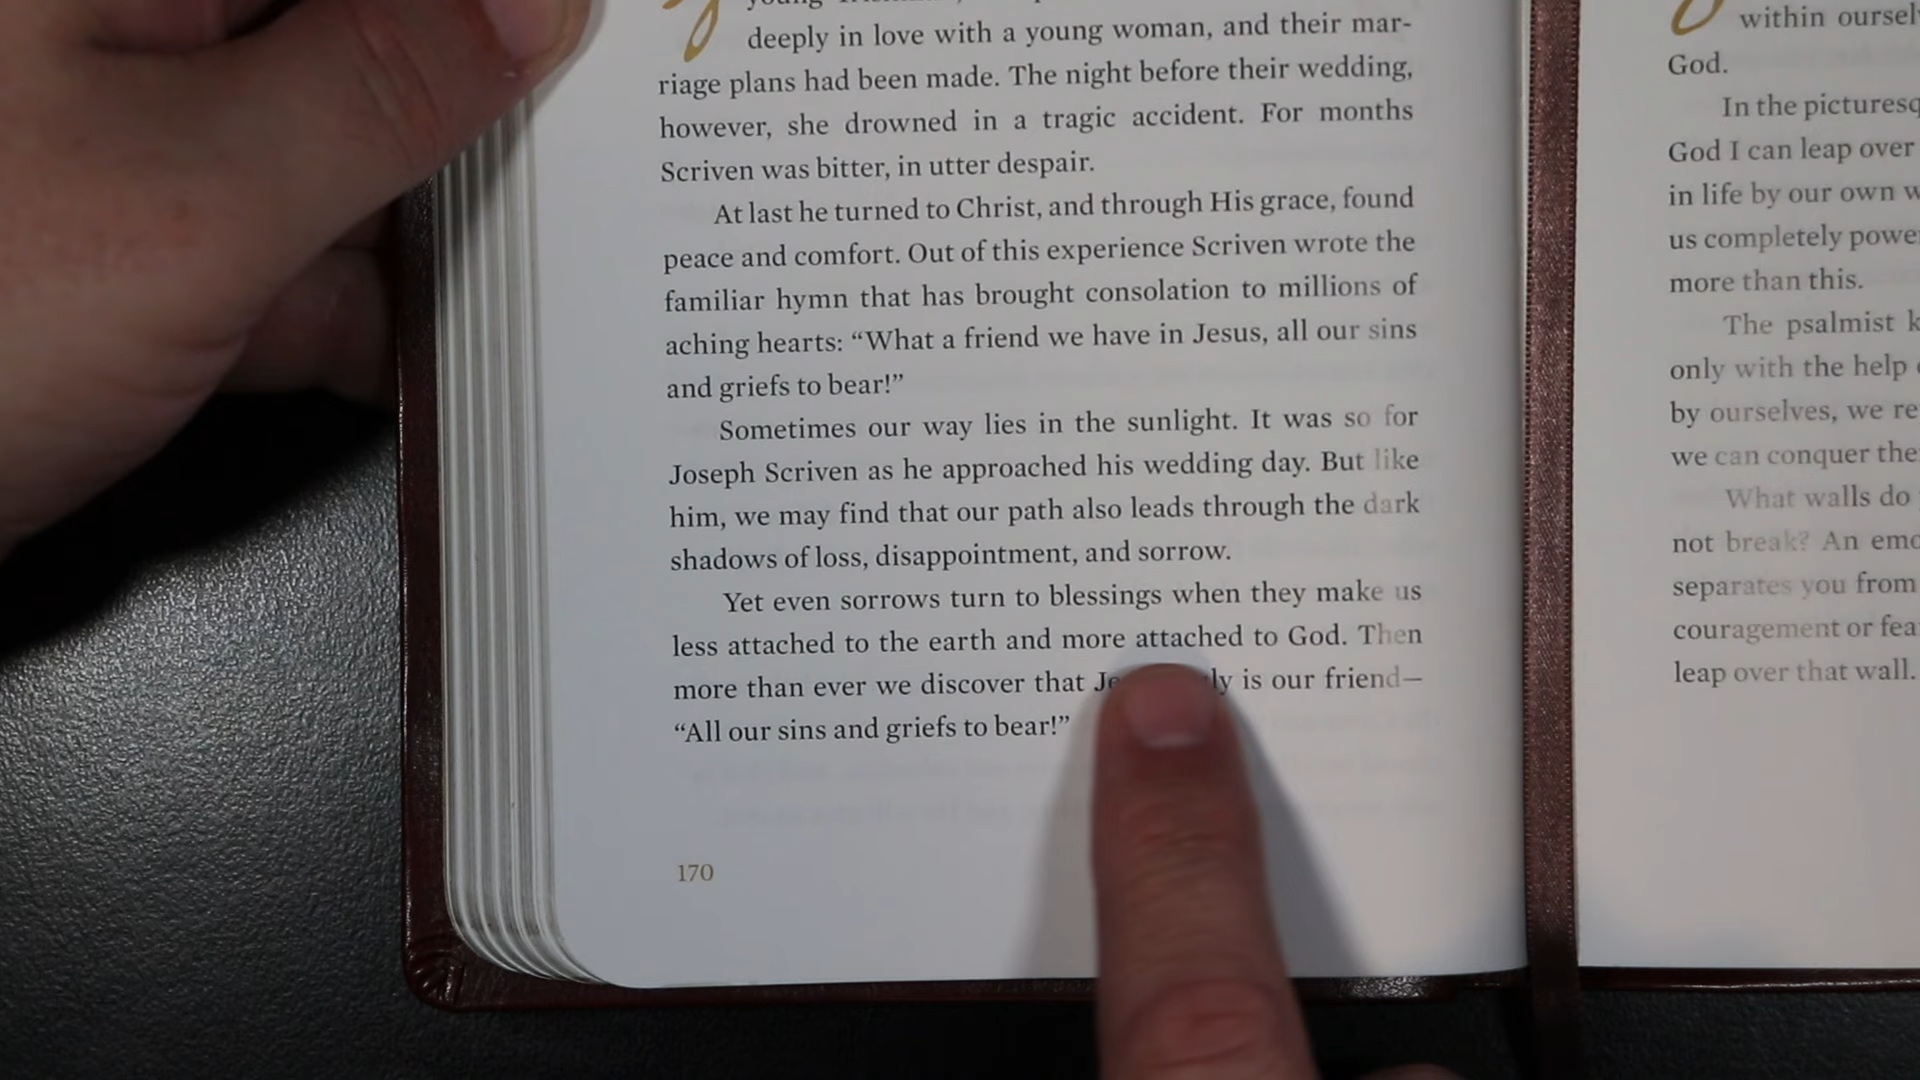 deeply in love with a young woman, and their mar-
riage plans had been made. The night before their wedding,
however, she drowned in a tragic accident. For months
Scriven was bitter, in utter despair.
At last he turned to Christ, and through His grace, found
peace and comfort. Out of this experience Scriven wrote the
familiar hymn that has brought consolation to millions of
aching hearts: “What a friend we have in Jesus, all our sins
and griefs to bear!”
Sometimes our way lies in the sunlight. It was so for
Joseph Scriven as he approached his wedding day. But like
him, we may find that our path also leads through the dark
shadows of loss, disappointment, and sorrow.
Yet even sorrows turn to blessings when they make us
less attached to the earth and more attached to God. Then
more than ever we discover that is our friend—
“All our sins and griefs to bear!”
170
within
God.
In the
God I can leap over
in life by our own
us completely
more than this.
The psalmist
only with the help
by ourselves, we
we can conquer
What walls do
not break? An
separates you from
couragement or
leap over that wall.